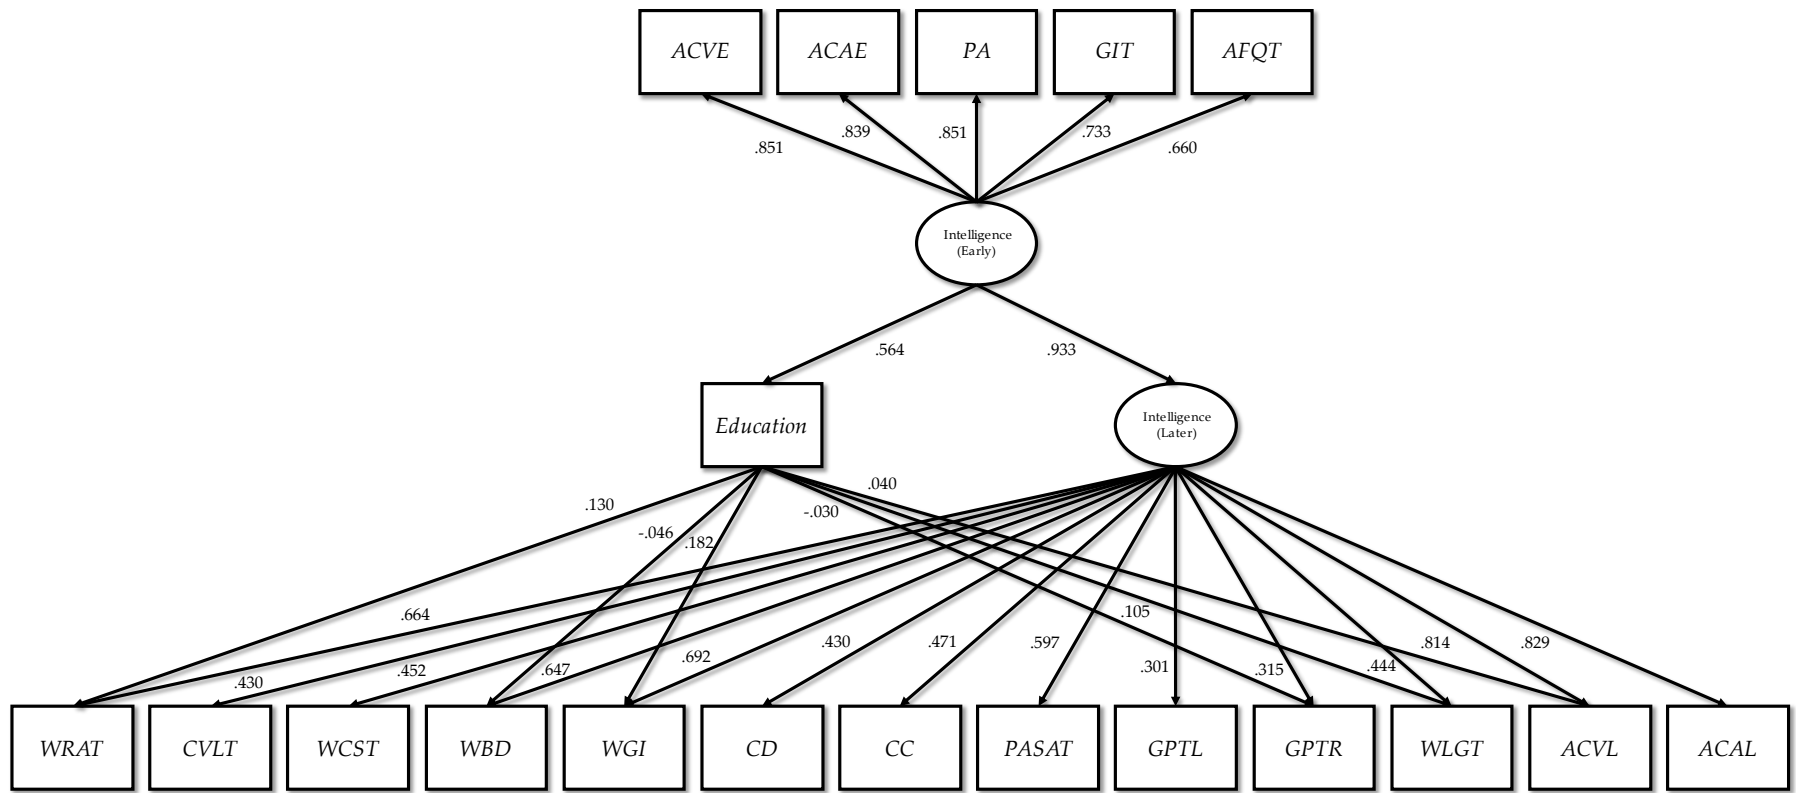 ACVE ACAE PA GIT AFQT
.851 .839 .851 .733 .660
Intelligence
(Early)
.564 .933
Education
Intelligence
(Later)
.130 -.046 .182 -.030 .040
.105
.664 .430 .452 .647 .692 .430 .471 .597 .301 .315 .444 .814 .829
WRAT CVLT WCST WBD WGI CD CC PASAT GPTL GPTR WLGT ACVL ACAL